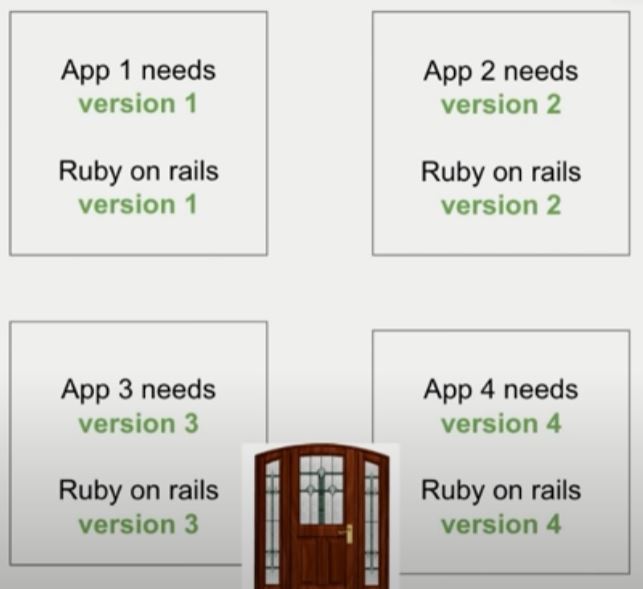 App 1 needs
version 1
Ruby on rails
version 1
App 2 needs
version 2
Ruby on rails
version 2
App 3 needs
version 3
Ruby on rails
version 3
App 4 needs
version 4
Ruby on rails
version 4